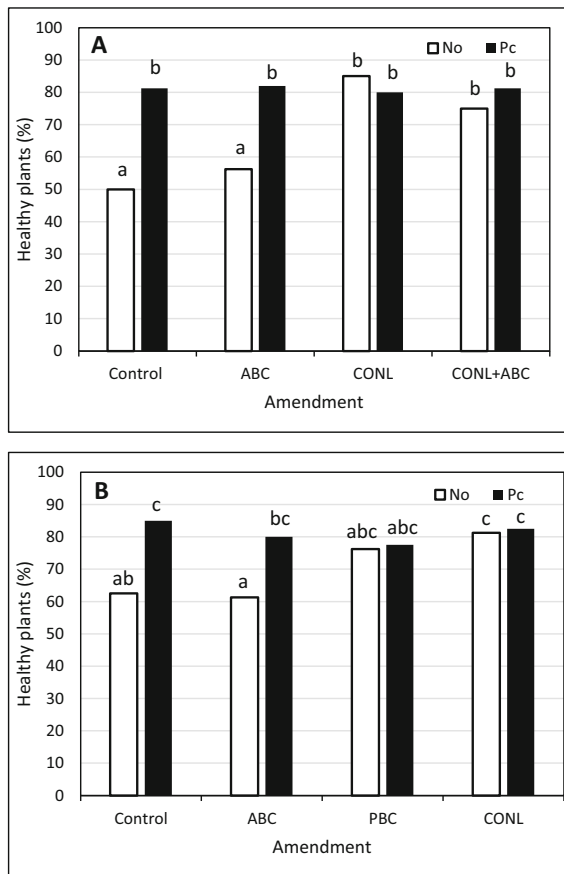 A
No Pc
Healthy plants (%)
100
90
80
70
60
50
40
30
20
10
0
a b a b b b b b
Control ABC CONL CONL+ABC
Amendment
B
No Pc
Healthy plants (%)
100
90
80
70
60
50
40
30
20
10
0
ab c a bc abc abc c c
Control ABC PBC CONL
Amendment